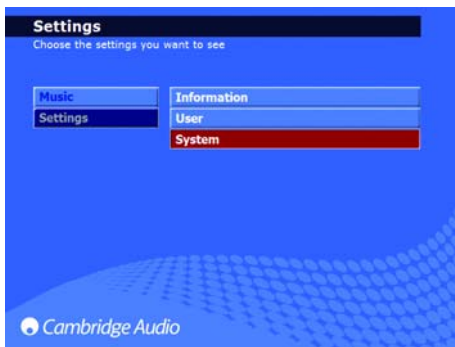 Settings
Choose the settings you want to see
Music
Settings
Information
User
System
Cambridge Audio